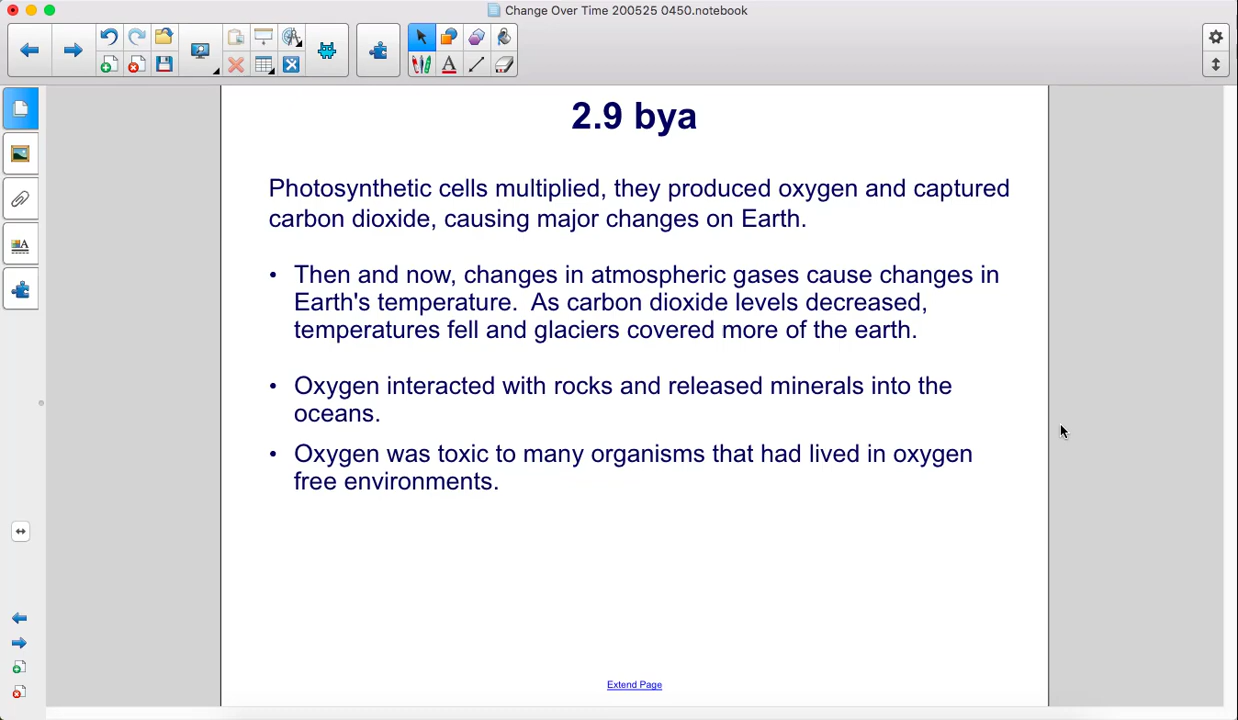 Change Over Time 200525 0450.notebook
2.9 bya
Photosynthetic cells multiplied, they produced oxygen and captured
carbon dioxide, causing major changes on Earth.
• Then and now, changes in atmospheric gases cause changes in
Earth's temperature.  As carbon dioxide levels decreased,
temperatures fell and glaciers covered more of the earth.
• Oxygen interacted with rocks and released minerals into the
oceans.
• Oxygen was toxic to many organisms that had lived in oxygen
free environments.
Extend Page